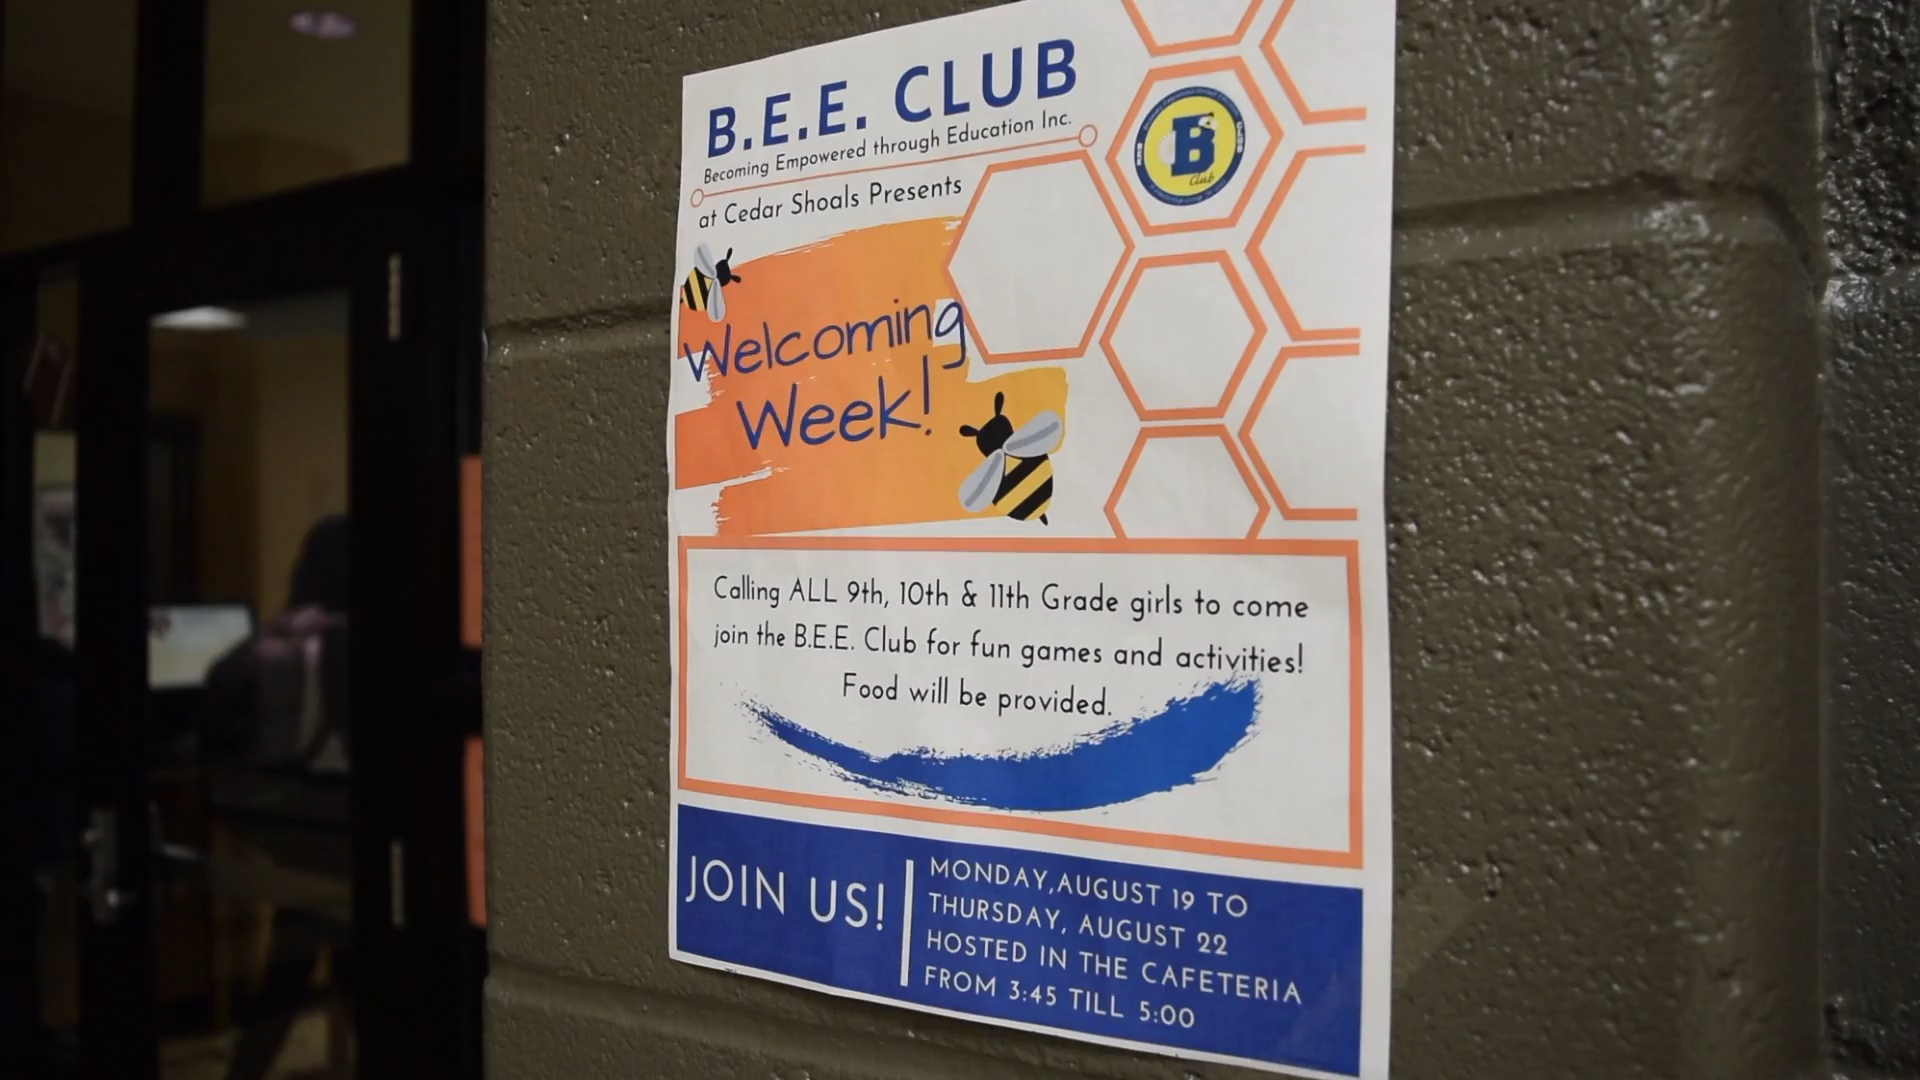 B.E.E. CLUB
Becoming Empowered through Education Inc.
at Cedar Shoals Presents
B
Club
Welcoming
Week!
Calling ALL 9th, 10th & 11th Grade girls to come
join the B.E.E. Club for fun games and activities!
Food will be provided.
JOIN US!
MONDAY,AUGUST 19 TO
THURSDAY, AUGUST 22
HOSTED IN THE CAFETERIA
FROM 3:45 TILL 5:00